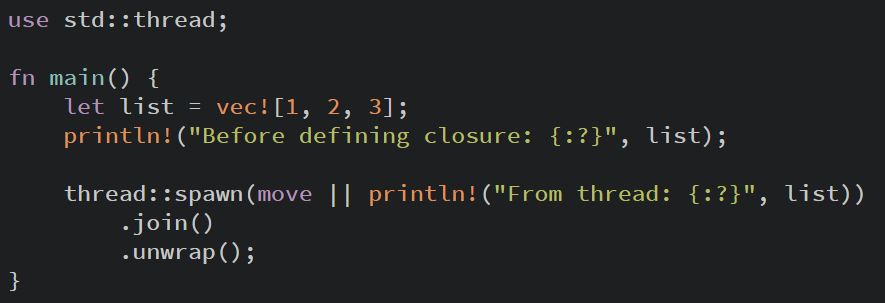 use std::thread;

fn main() {
    let list = vec![1, 2, 3];
    println!("Before defining closure: {:?}", list);

    thread::spawn(move || println!("From thread: {:?}", list))
        .join()
        .unwrap();
}